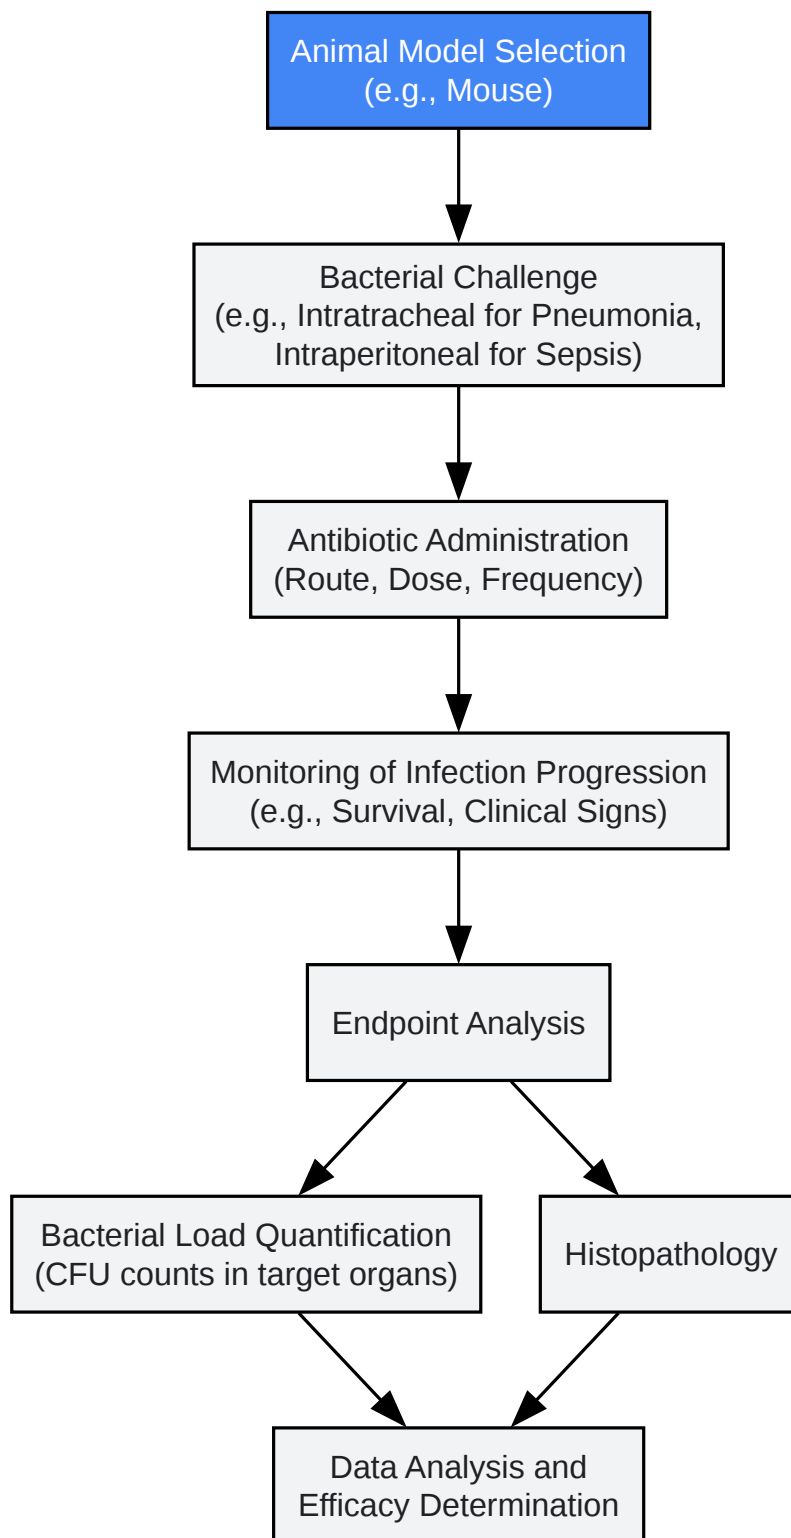 Animal Model Selection
(e.g., Mouse)
Bacterial Challenge
(e.g., Intratracheal for Pneumonia,
Intraperitoneal for Sepsis)
Antibiotic Administration
(Route, Dose, Frequency)
Monitoring of Infection Progression
(e.g., Survival, Clinical Signs)
Endpoint Analysis
Bacterial Load Quantification
(CFU counts in target organs)
Histopathology
Data Analysis and
Efficacy Determination